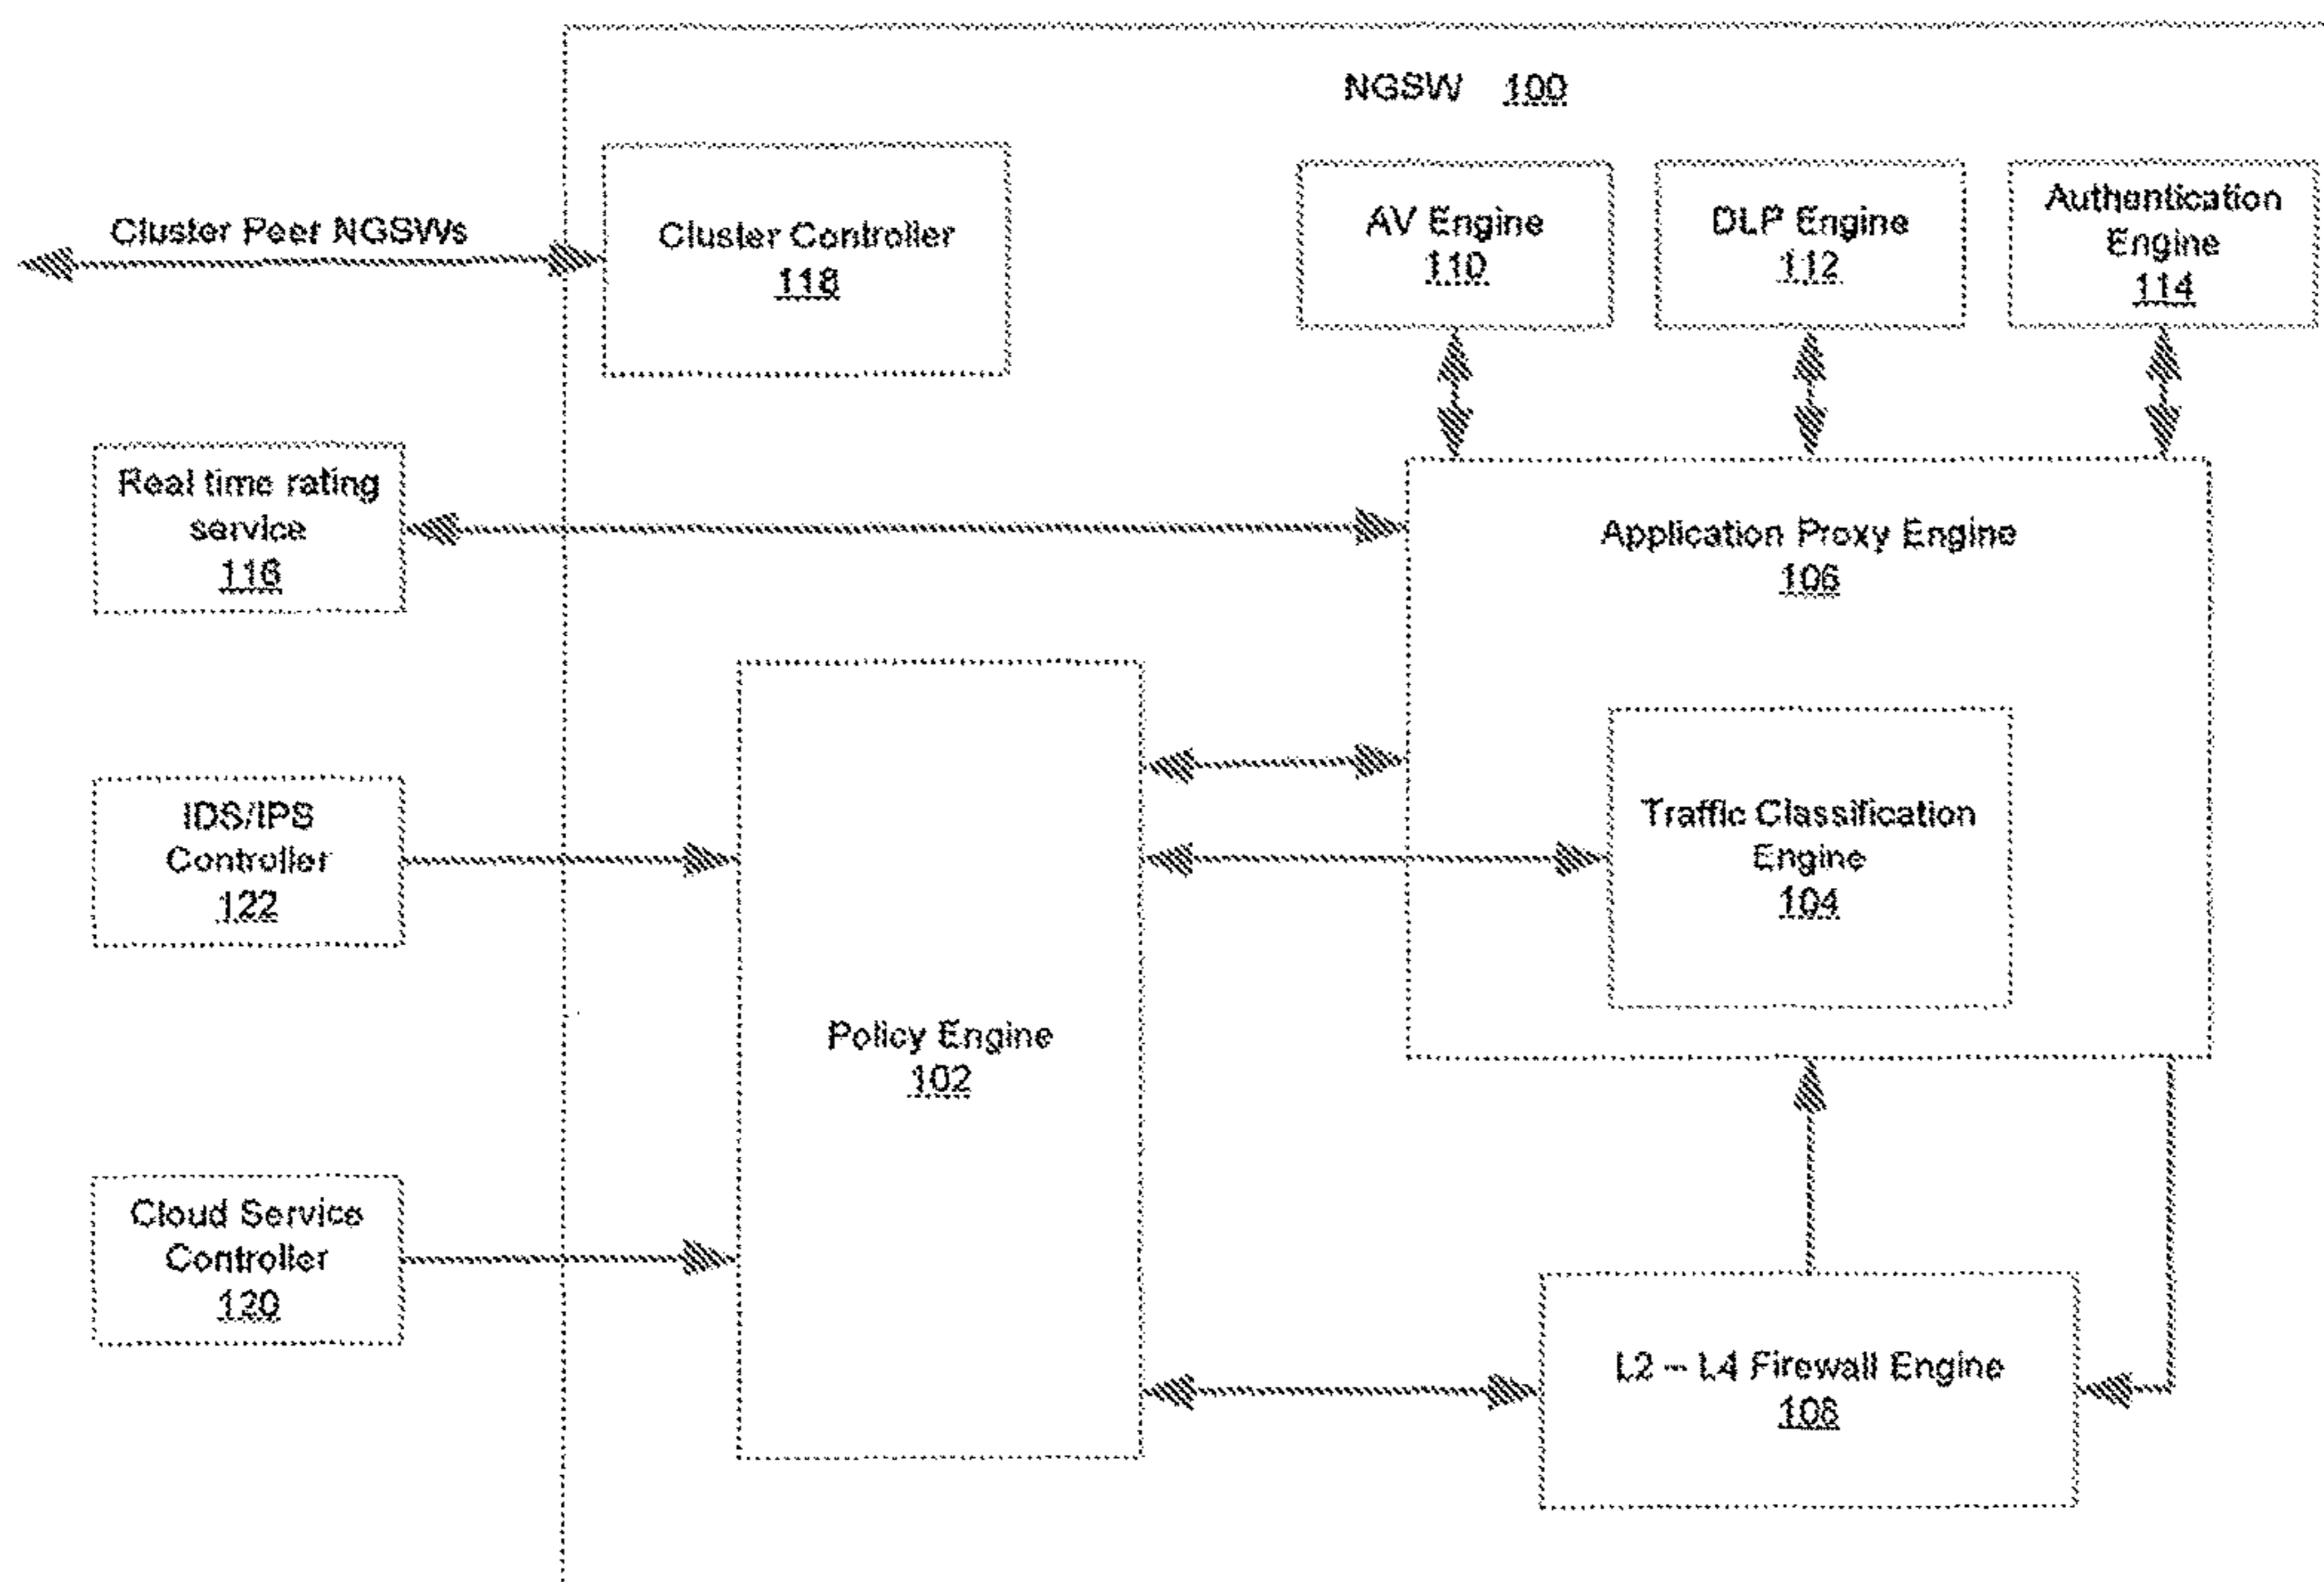 NGSW 100
Cluster Peer NGSWs
Cluster Controller
118
AV Engine
110
DLP Engine
112
Authentication
Engine
114
Real time rating
service
116
Application Proxy Engine
106
IDS/IPS
Controller
122
Traffic Classification
Engine
104
Policy Engine
102
Cloud Service
Controller
120
L2 – L4 Firewall Engine
108